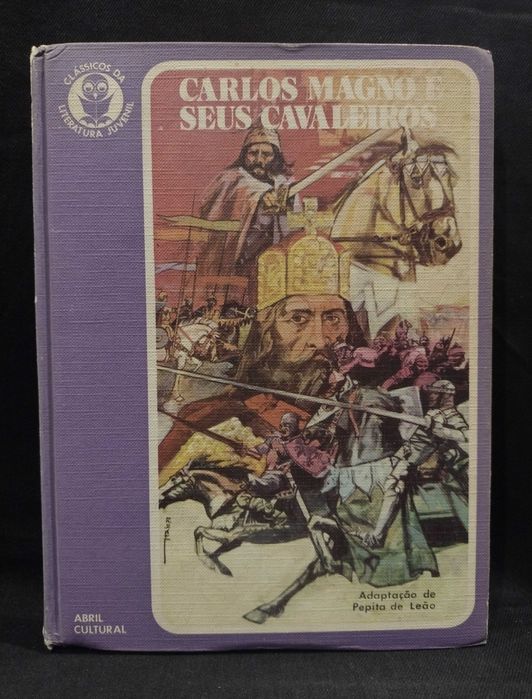 CLÁSSICOS DA
LITERATURA JUVENIL
CARLOS MAGNO E
SEUS CAVALEIROS
Adaptação de
Pepita de Leão
ABRIL
CULTURAL